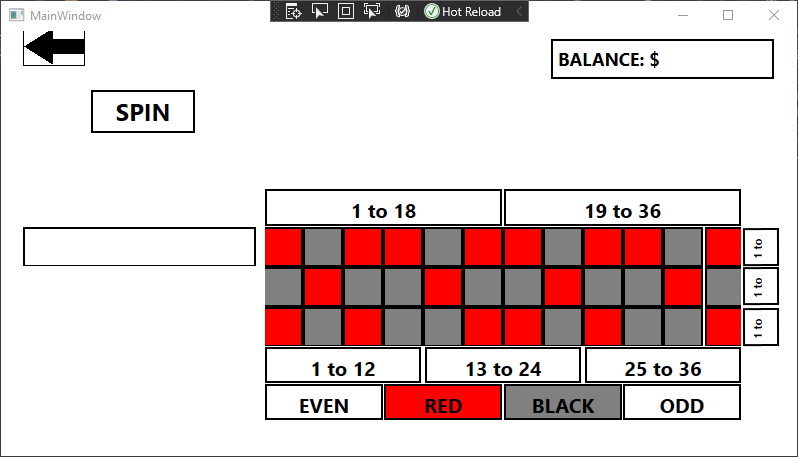 MainWindow
Hot Reload
BALANCE: $
SPIN
1 to 18
19 to 36
1 to
1 to
1 to
1 to 12
13 to 24
25 to 36
EVEN
RED
BLACK
ODD